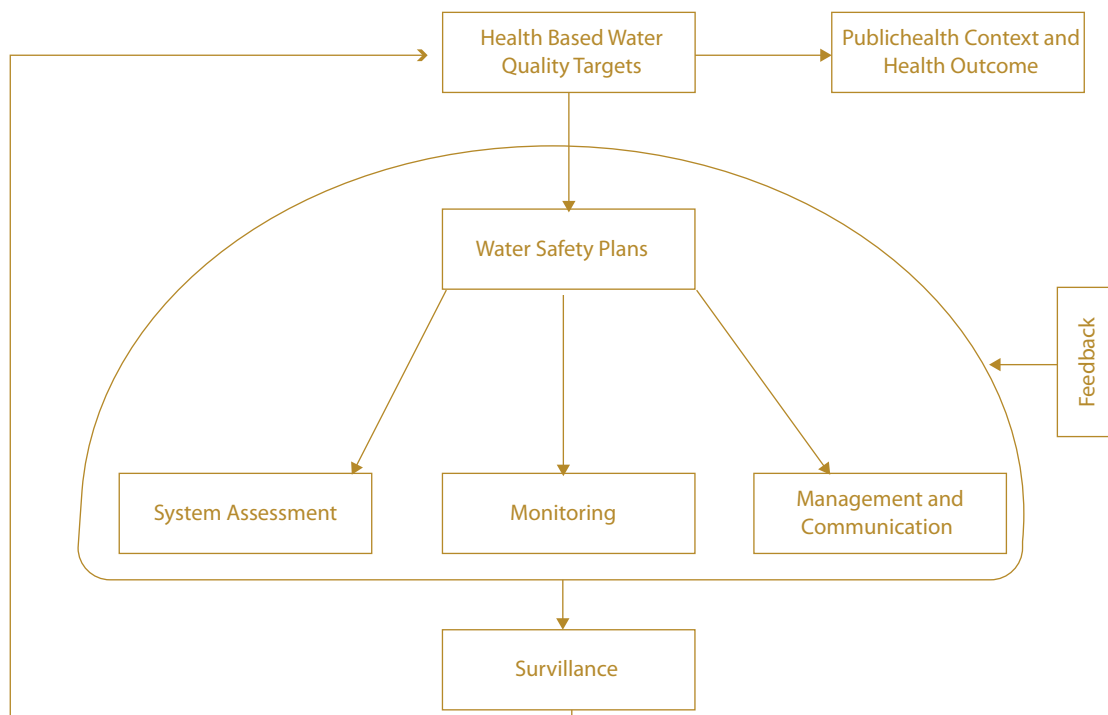 Health Based Water
Quality Targets
Publichealth Context and
Health Outcome
Water Safety Plans
Feedback
System Assessment
Monitoring
Management and
Communication
Survillance